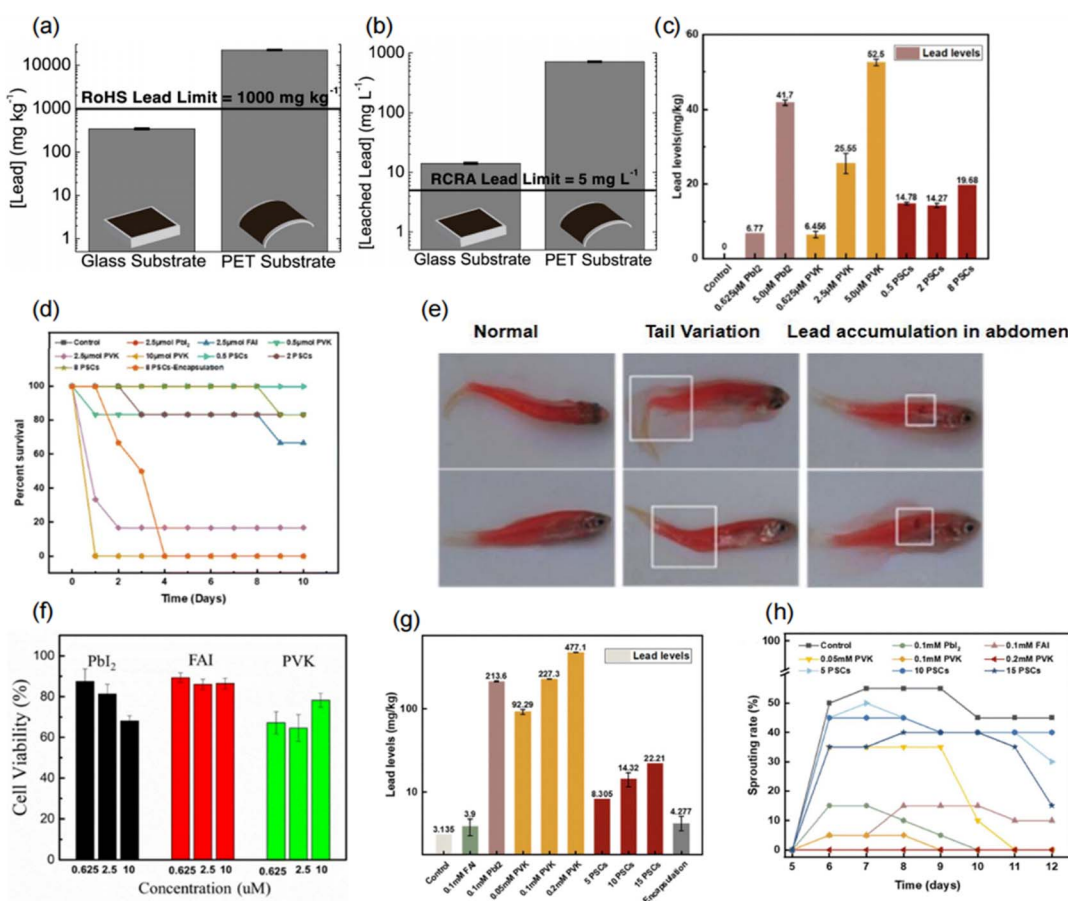 (a)
10000
1000
100
10
1
[Lead] (mg kg⁻¹)
RoHS Lead Limit = 1000 mg kg⁻¹
Glass Substrate PET Substrate
(b)
1000
100
10
1
[Leached Lead] (mg L⁻¹)
RCRA Lead Limit = 5 mg L⁻¹
Glass Substrate PET Substrate
(c)
Lead levels
60
40
20
0
Lead levels(mg/kg)
0
6.77
41.7
6.456
25.55
52.5
14.78
14.27
19.68
Control
0.625μM PbI2
5.0μM PbI2
0.625μM PVK
2.5μM PVK
5.0μM PVK
0.5 PSCs
2 PSCs
8 PSCs
(d)
Control 2.5μmol PbI₂ 2.5μmol FAI 0.5μmol PVK
2.5μmol PVK 10μmol PVK 0.5 PSCs 2 PSCs
8 PSCs 8 PSCs-Encapsulation
100
80
60
40
20
0
Percent survival
0 2 4 6 8 10
Time (Days)
(e)
Normal Tail Variation Lead accumulation in abdomen
(f)
PbI₂ FAI PVK
100
80
60
40
20
0
Cell Viability (%)
0.625 2.5 10 0.625 2.5 10 0.625 2.5 10
Concentration (uM)
(g)
Lead levels
100
10
Lead levels (mg/kg)
3.135
3.9
213.6
92.29
227.3
477.1
8.305
14.32
22.21
4.277
Control
0.1mM FAI
0.1mM PbI2
0.05mM PVK
0.1mM PVK
0.2mM PVK
5 PSCs
10 PSCs
15 PSCs
Encapsulation
(h)
Control 0.1mM PbI₂ 0.1mM FAI
0.05mM PVK 0.1mM PVK 0.2mM PVK
5 PSCs 10 PSCs 15 PSCs
100
50
40
30
20
10
0
Sprouting rate (%)
5 6 7 8 9 10 11 12
Time (days)